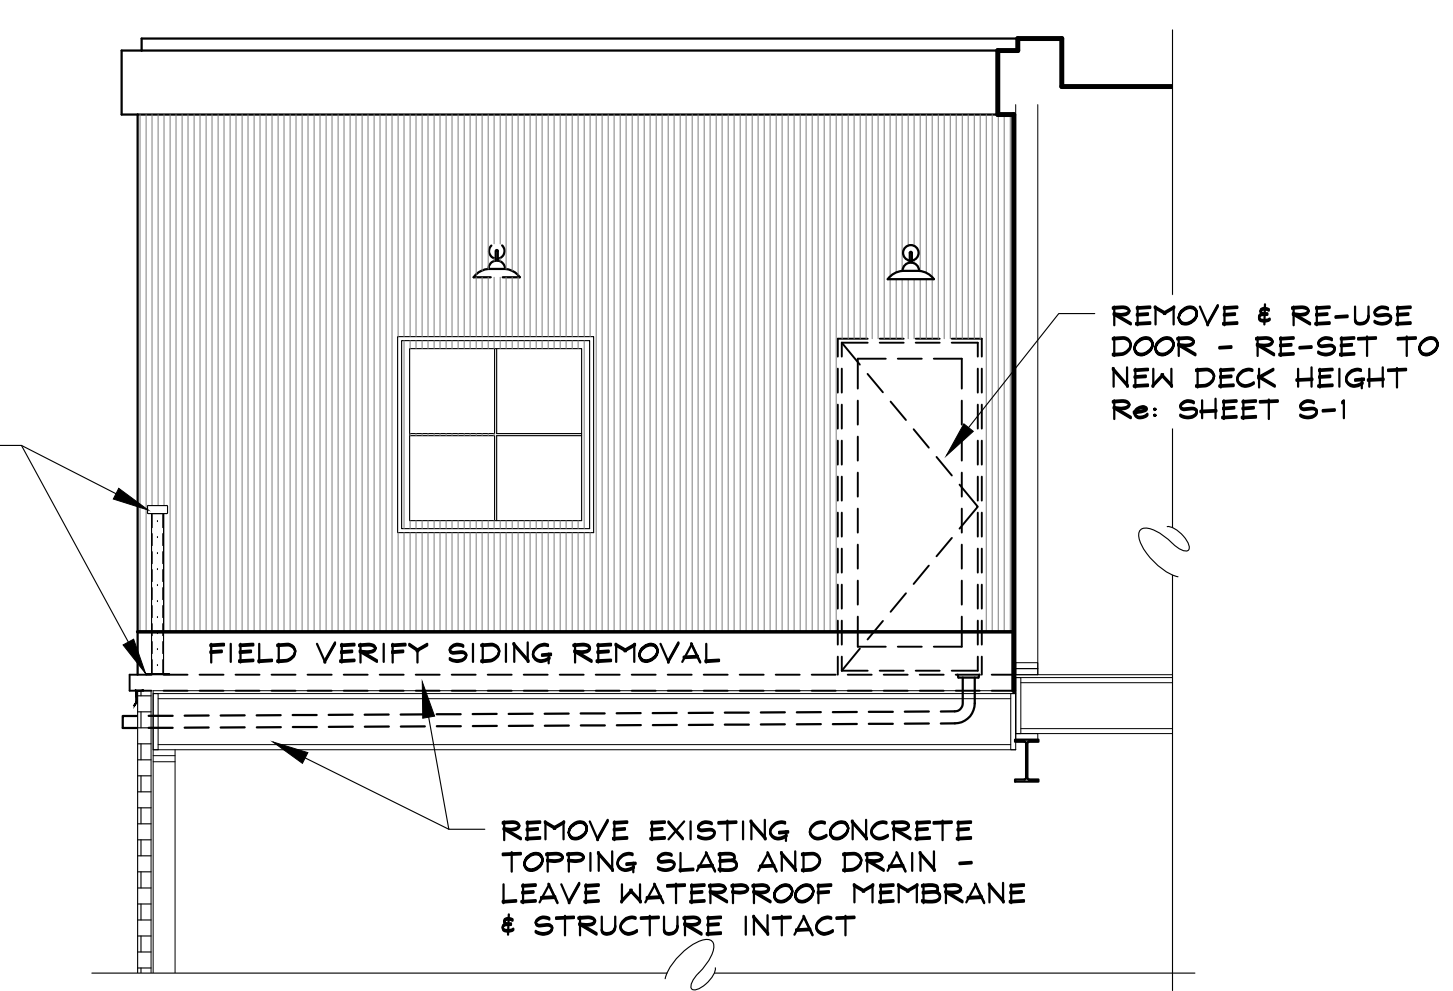 REMOVE & RE-USE
DOOR - RE-SET TO
NEW DECK HEIGHT
Re: SHEET S-1
FIELD VERIFY SIDING REMOVAL
REMOVE EXISTING CONCRETE
TOPPING SLAB AND DRAIN -
LEAVE WATERPROOF MEMBRANE
& STRUCTURE INTACT